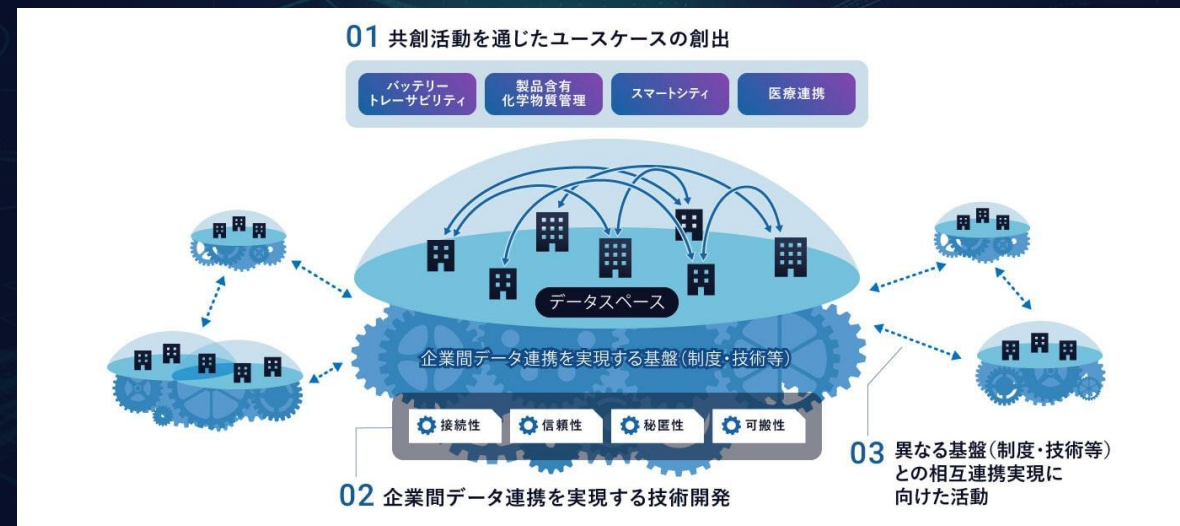 01 共創活動を通じたユースケースの創出
バッテリー
トレーサビリティ
製品含有
化学物質管理
スマートシティ
医療連携
データスペース
企業間データ連携を実現する基盤(制度・技術等)
接続性
信頼性
秘匿性
可搬性
02 企業間データ連携を実現する技術開発
03 異なる基盤(制度・技術等)
との相互連携実現に
向けた活動